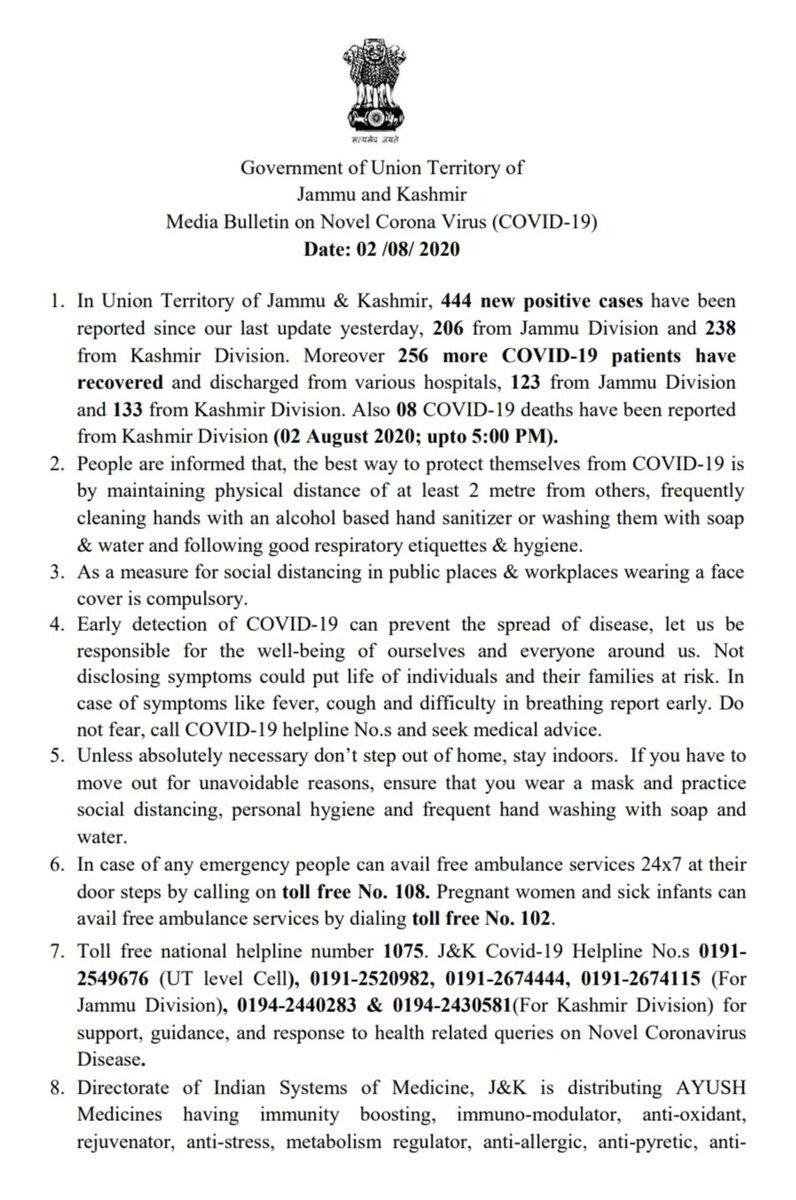 सत्यमेव जयते
Government of Union Territory of
Jammu and Kashmir
Media Bulletin on Novel Corona Virus (COVID-19)
Date: 02 /08/ 2020
1. In Union Territory of Jammu & Kashmir, 444 new positive cases have been
reported since our last update yesterday, 206 from Jammu Division and 238
from Kashmir Division. Moreover 256 more COVID-19 patients have
recovered and discharged from various hospitals, 123 from Jammu Division
and 133 from Kashmir Division. Also 08 COVID-19 deaths have been reported
from Kashmir Division (02 August 2020; upto 5:00 PM).
2. People are informed that, the best way to protect themselves from COVID-19 is
by maintaining physical distance of at least 2 metre from others, frequently
cleaning hands with an alcohol based hand sanitizer or washing them with soap
& water and following good respiratory etiquettes & hygiene.
3. As a measure for social distancing in public places & workplaces wearing a face
cover is compulsory.
4. Early detection of COVID-19 can prevent the spread of disease, let us be
responsible for the well-being of ourselves and everyone around us. Not
disclosing symptoms could put life of individuals and their families at risk. In
case of symptoms like fever, cough and difficulty in breathing report early. Do
not fear, call COVID-19 helpline No.s and seek medical advice.
5. Unless absolutely necessary don't step out of home, stay indoors. If you have to
move out for unavoidable reasons, ensure that you wear a mask and practice
social distancing, personal hygiene and frequent hand washing with soap and
water.
6. In case of any emergency people can avail free ambulance services 24x7 at their
door steps by calling on toll free No. 108. Pregnant women and sick infants can
avail free ambulance services by dialing toll free No. 102.
7. Toll free national helpline number 1075. J&K Covid-19 Helpline No.s 0191-
2549676 (UT level Cell), 0191-2520982, 0191-2674444, 0191-2674115 (For
Jammu Division), 0194-2440283 & 0194-2430581(For Kashmir Division) for
support, guidance, and response to health related queries on Novel Coronavirus
Disease.
8. Directorate of Indian Systems of Medicine, J&K is distributing AYUSH
Medicines having immunity boosting, immuno-modulator, anti-oxidant,
rejuvenator, anti-stress, metabolism regulator, anti-allergic, anti-pyretic, anti-